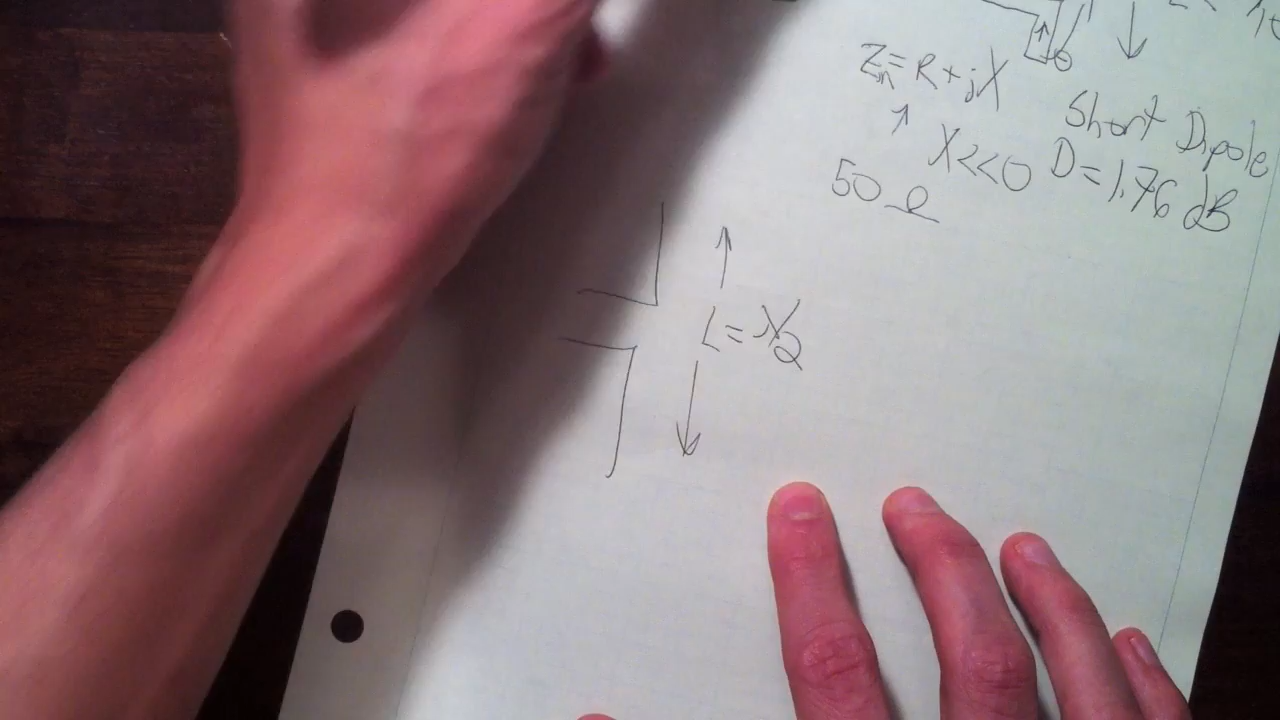 Zin = R + jX
Short Dipole
X<<0 D = 1.76 dB
50 Ω
L = λ/2